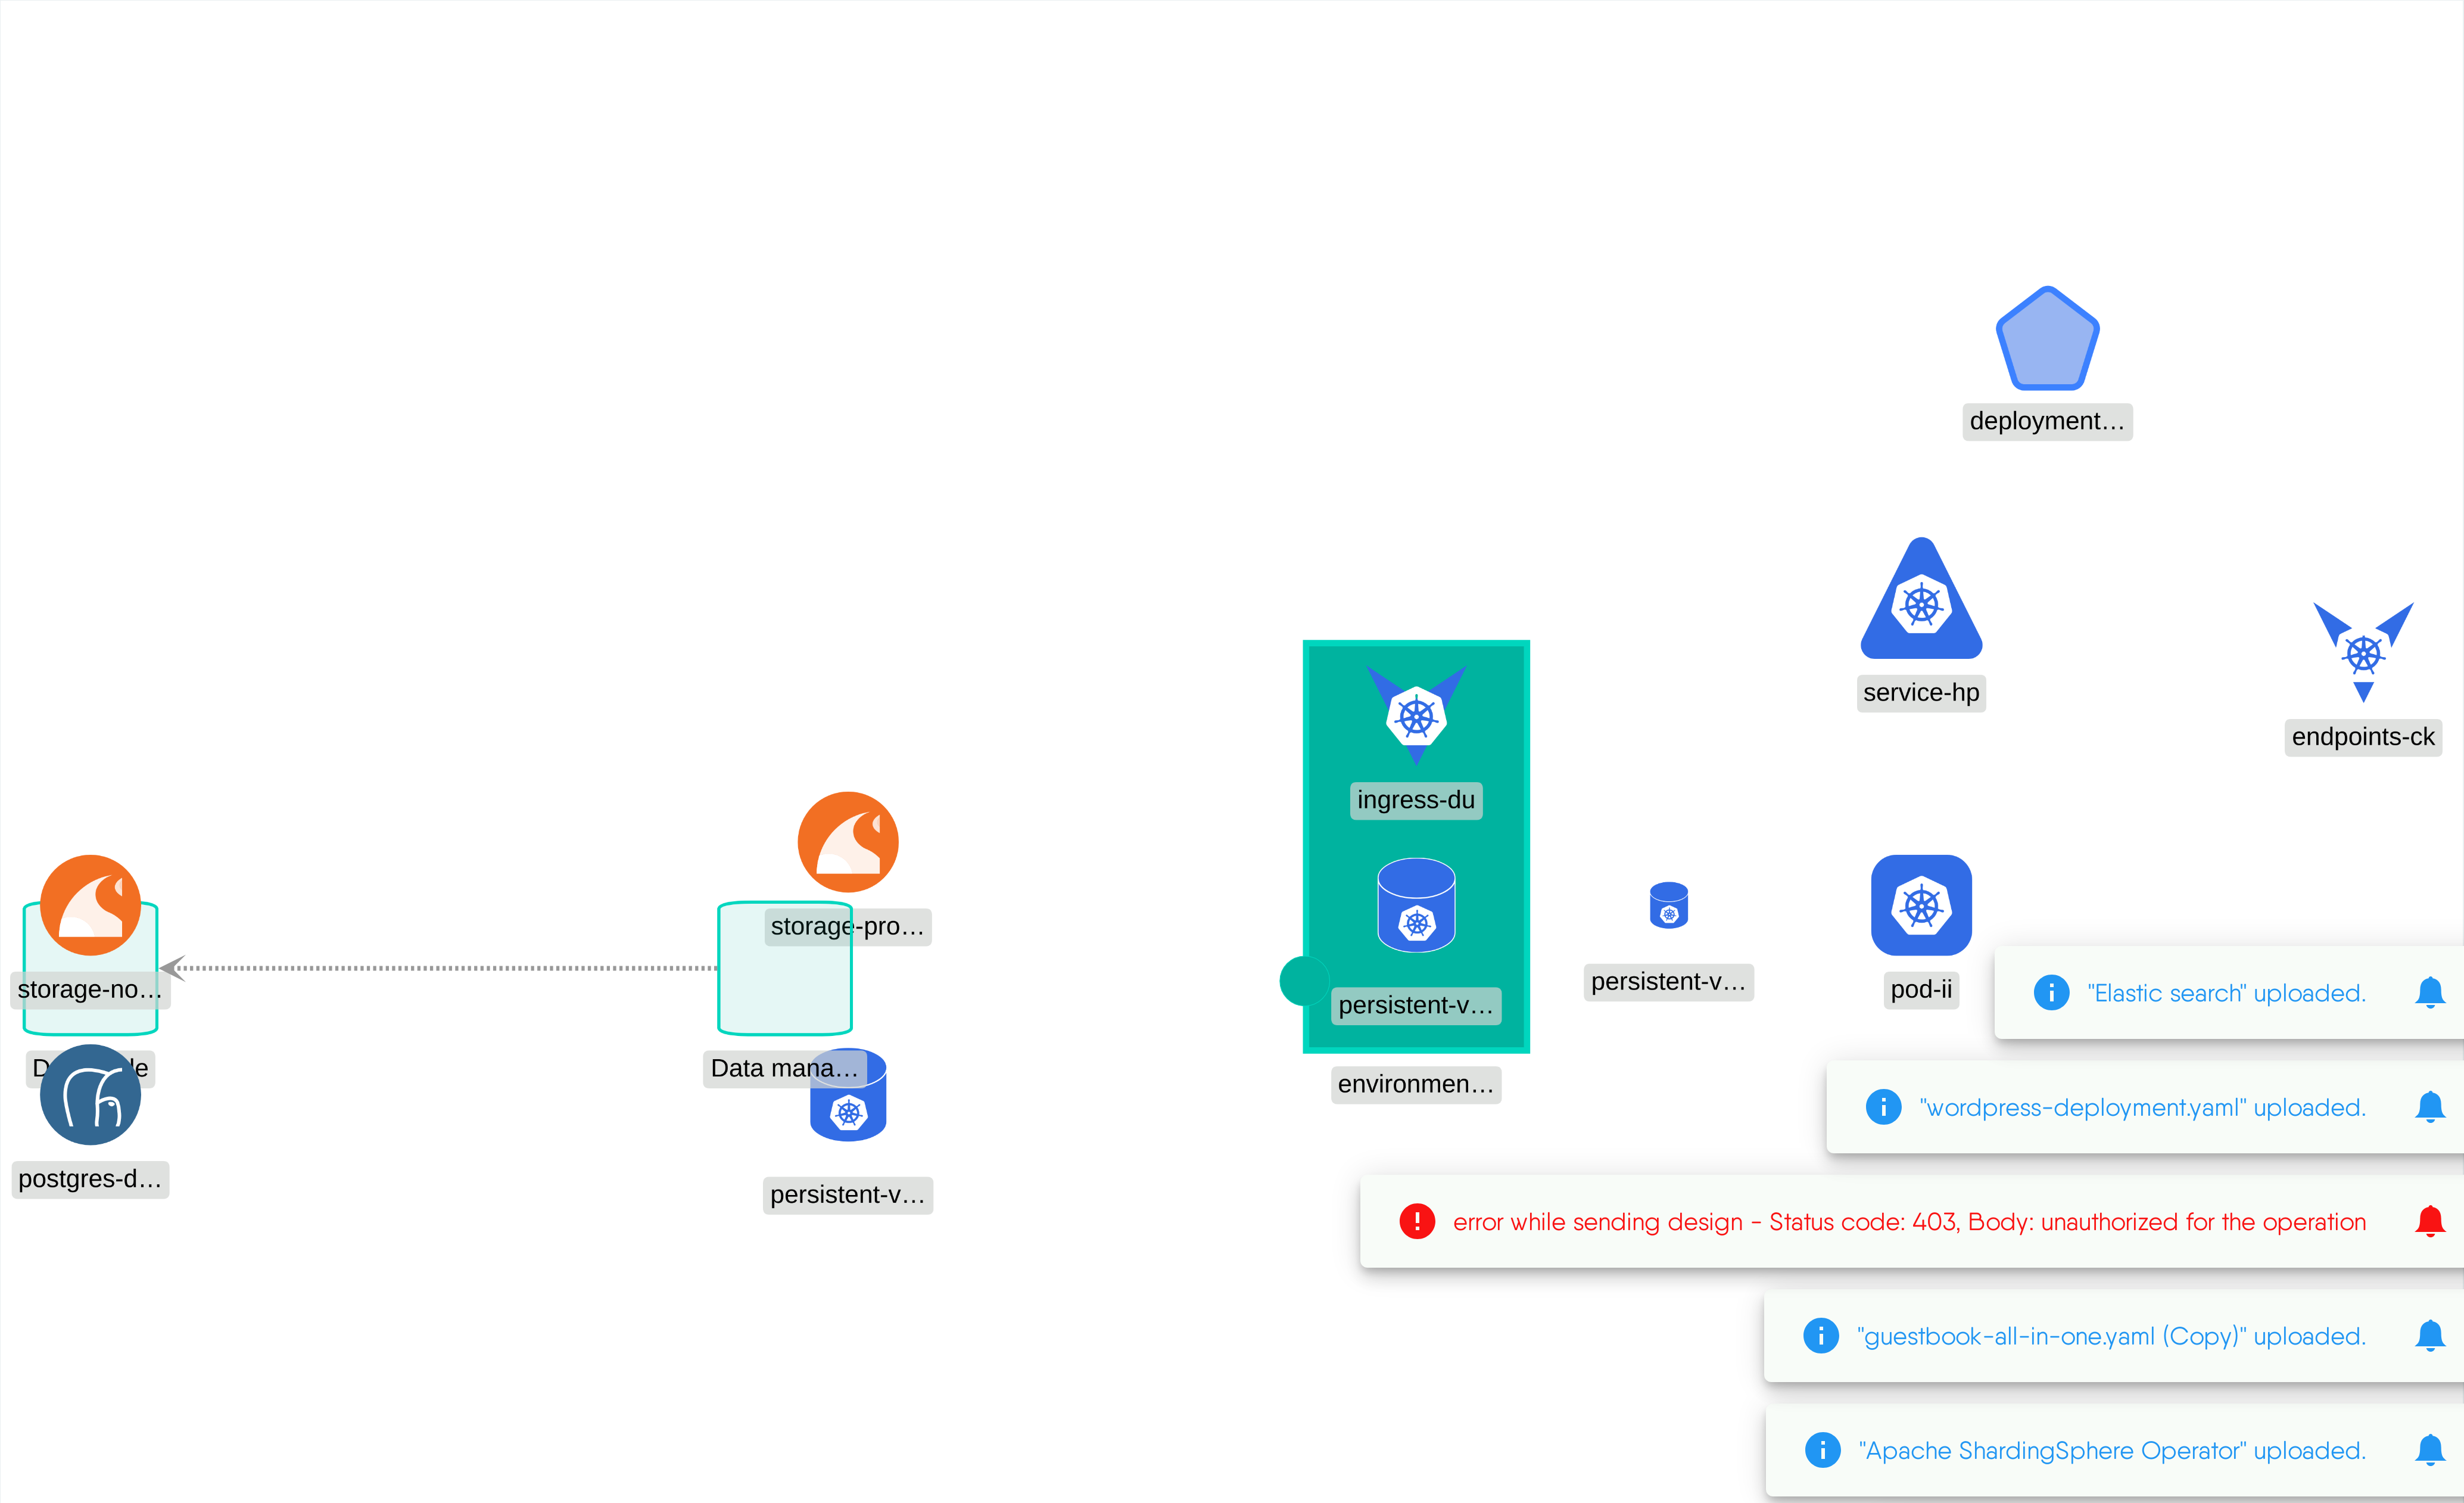 deployment…
service-hp
endpoints-ck
ingress-du
storage-pro…
persistent-v…
persistent-v…
storage-no…
pod-ii
"Elastic search" uploaded.
Data mana…
environmen…
"wordpress-deployment.yaml" uploaded.
postgres-d…
persistent-v…
error while sending design - Status code: 403, Body: unauthorized for the operation
"guestbook-all-in-one.yaml (Copy)" uploaded.
"Apache ShardingSphere Operator" uploaded.